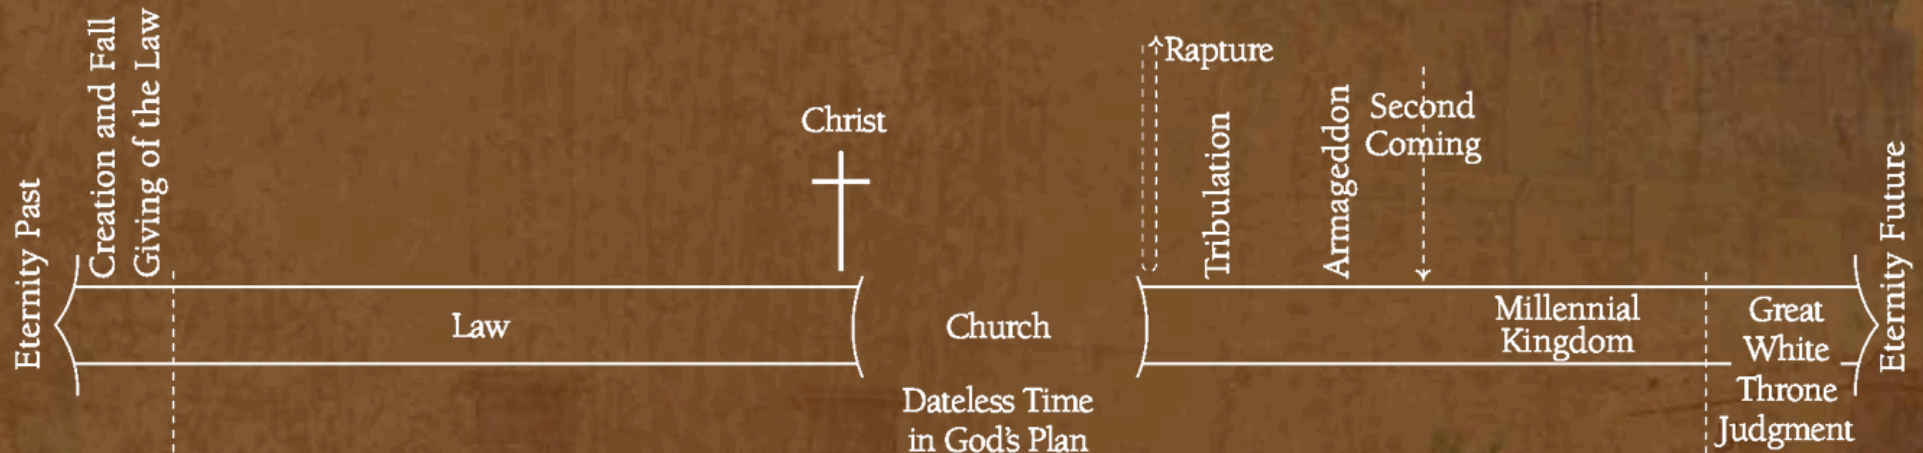 Eternity Past
Creation and Fall
Giving of the Law
Law
Christ
Church
Dateless Time
in God's Plan
Rapture
Tribulation
Armageddon
Second
Coming
Millennial
Kingdom
Great
White
Throne
Judgment
Eternity Future